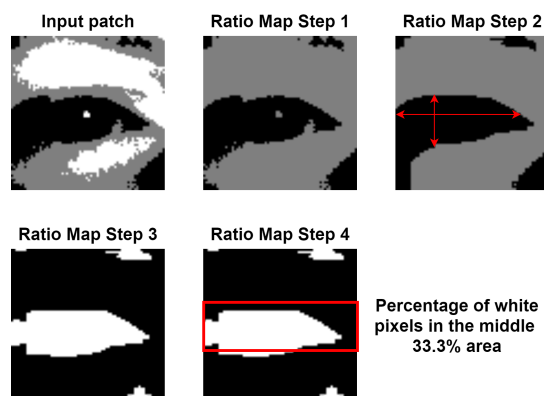 Input patch
Ratio Map Step 1
Ratio Map Step 2
Ratio Map Step 3
Ratio Map Step 4
Percentage of white
pixels in the middle
33.3% area